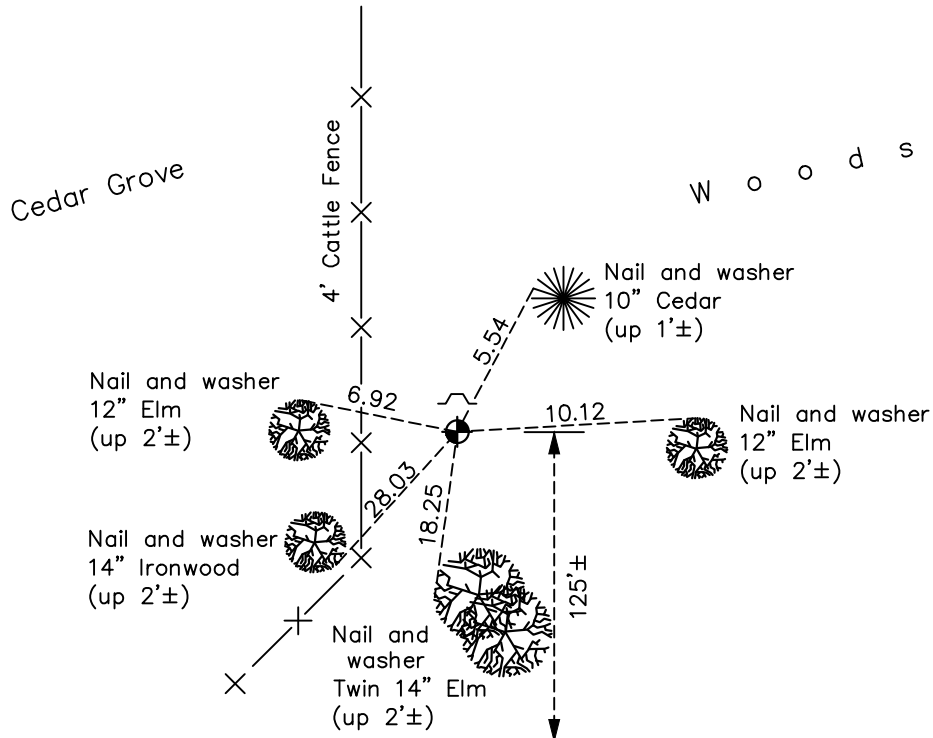 Cedar Grove
4' Cattle Fence
W o o d s
Nail and washer
10" Cedar
(up 1'±)
5.54
Nail and washer
12" Elm
(up 2'±)
6.92
10.12
Nail and washer
12" Elm
(up 2'±)
28.03
18.25
Nail and washer
14" Ironwood
(up 2'±)
125'±
Nail and
washer
Twin 14" Elm
(up 2'±)